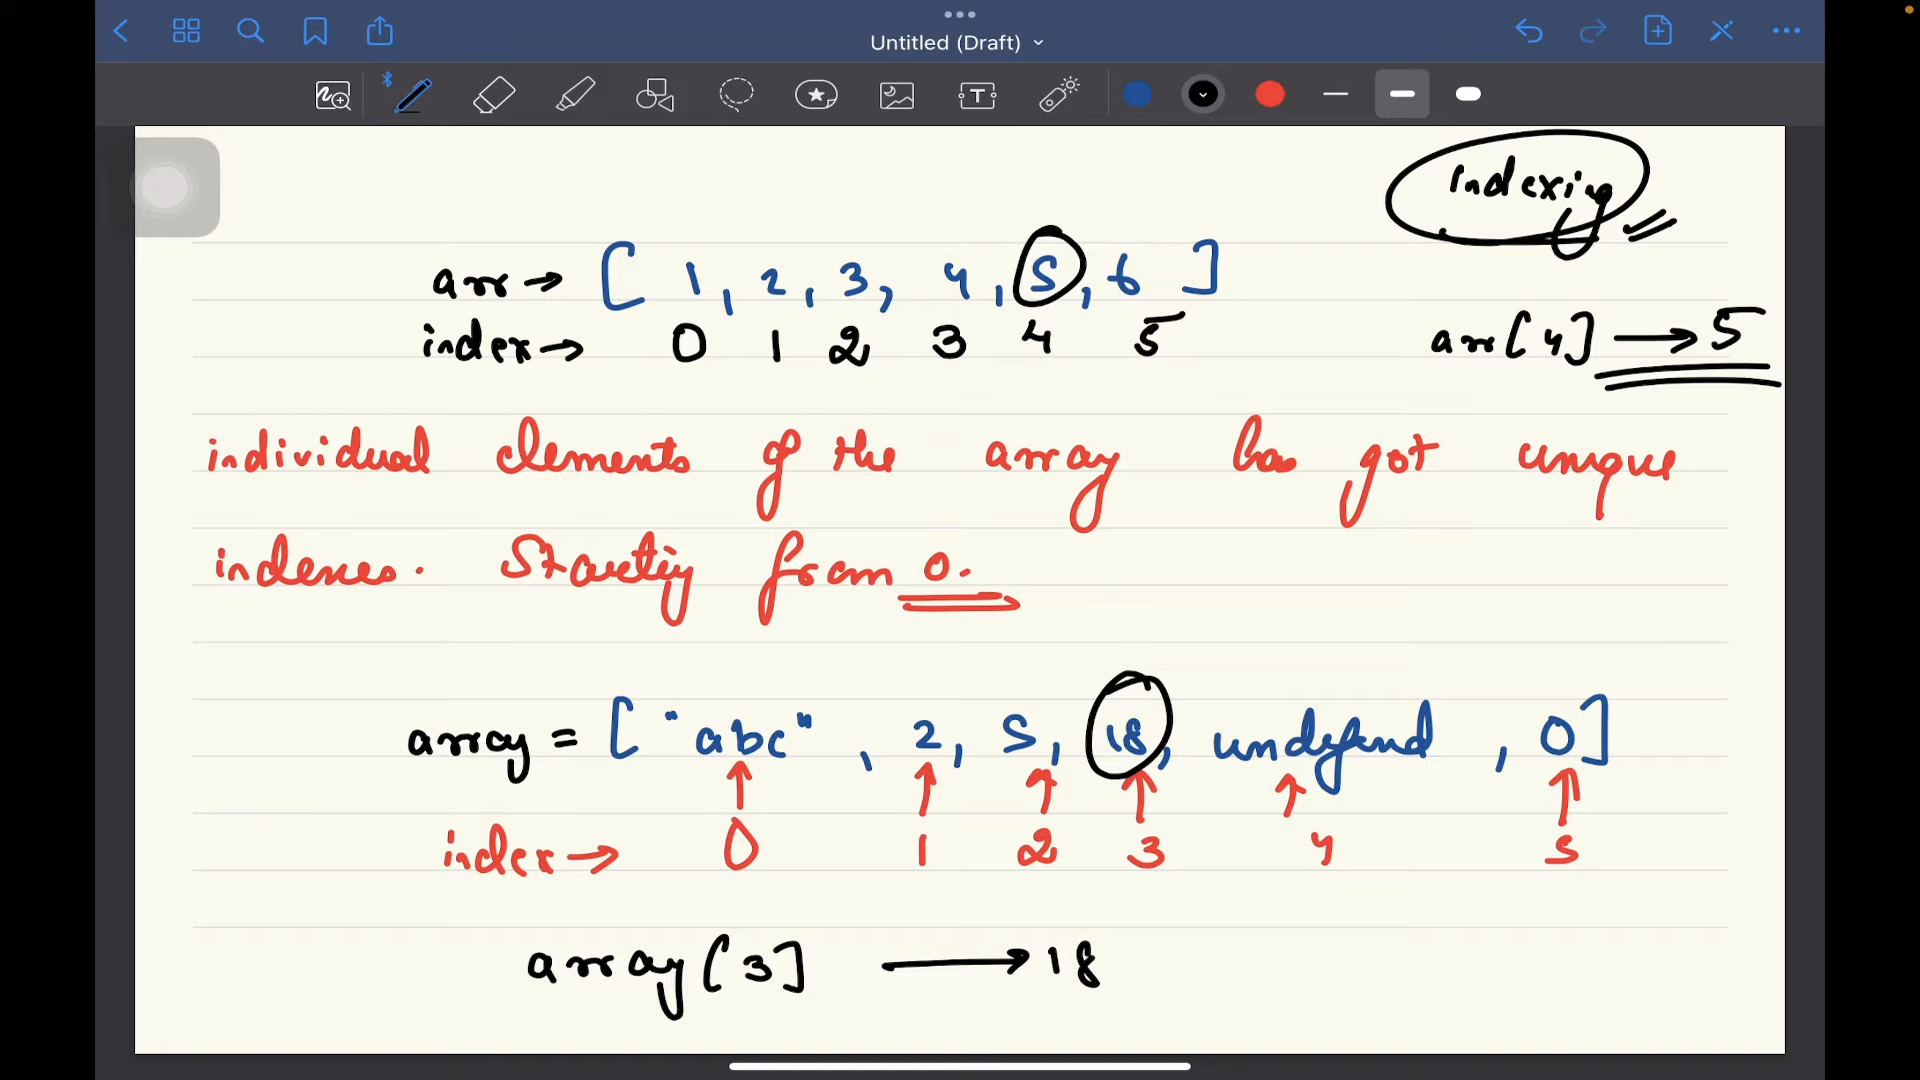 Untitled (Draft)
indexing
arr → [ 1, 2, 3, 4, 5, 6 ]
index → 0 1 2 3 4 5
arr[4] → 5
individual elements of the array has got unique
indexes. Starting from 0.
array = [ "abc", 2, 5, 18, undefined, 0]
index → 0 1 2 3 4 5
array[3] → 18